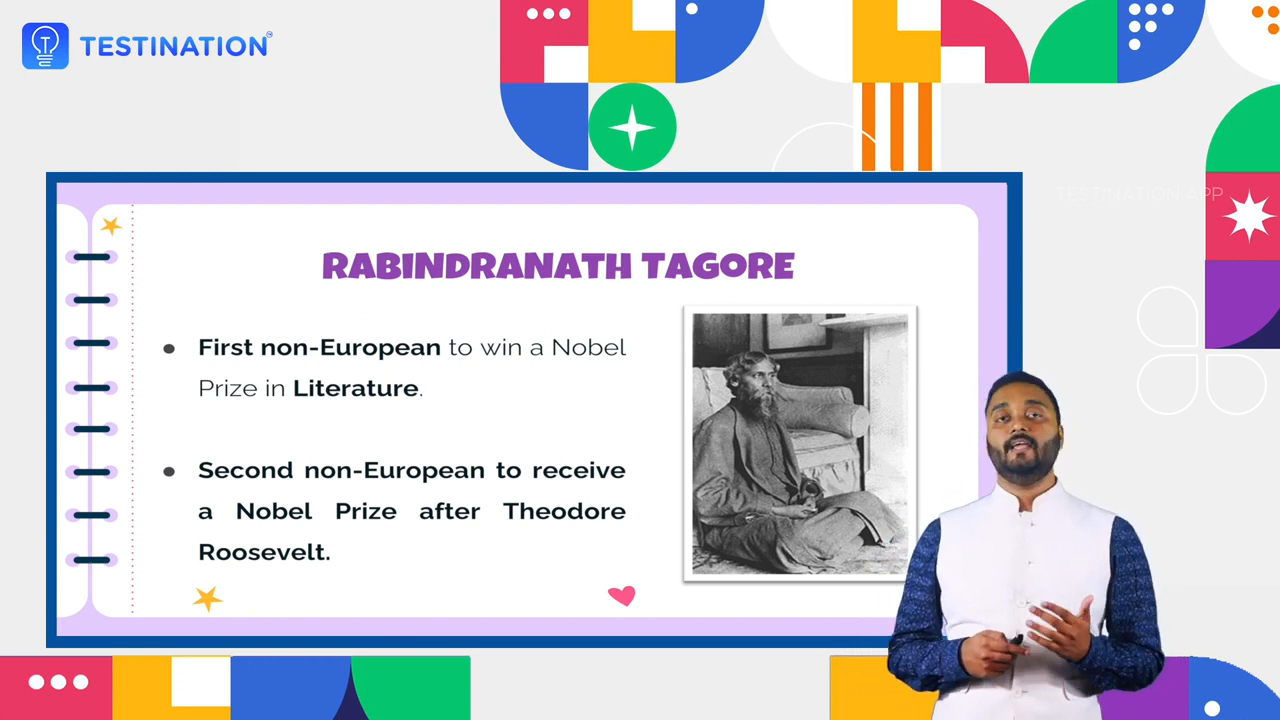 TESTINATION
TESTINATION APP
RABINDRANATH TAGORE
First non-European to win a Nobel
Prize in Literature.
Second non-European to receive
a Nobel Prize after Theodore
Roosevelt.